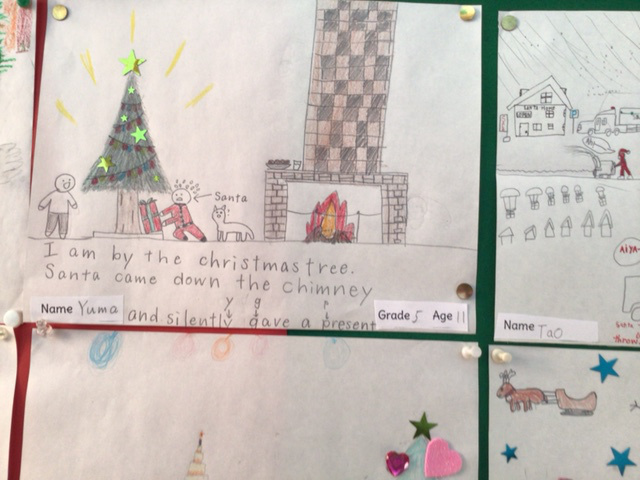 Santa
I am by the christmas tree.
Santa came down the chimney
y g p
Name Yuma and silently gave a present Grade 5 Age 11
Name Tao